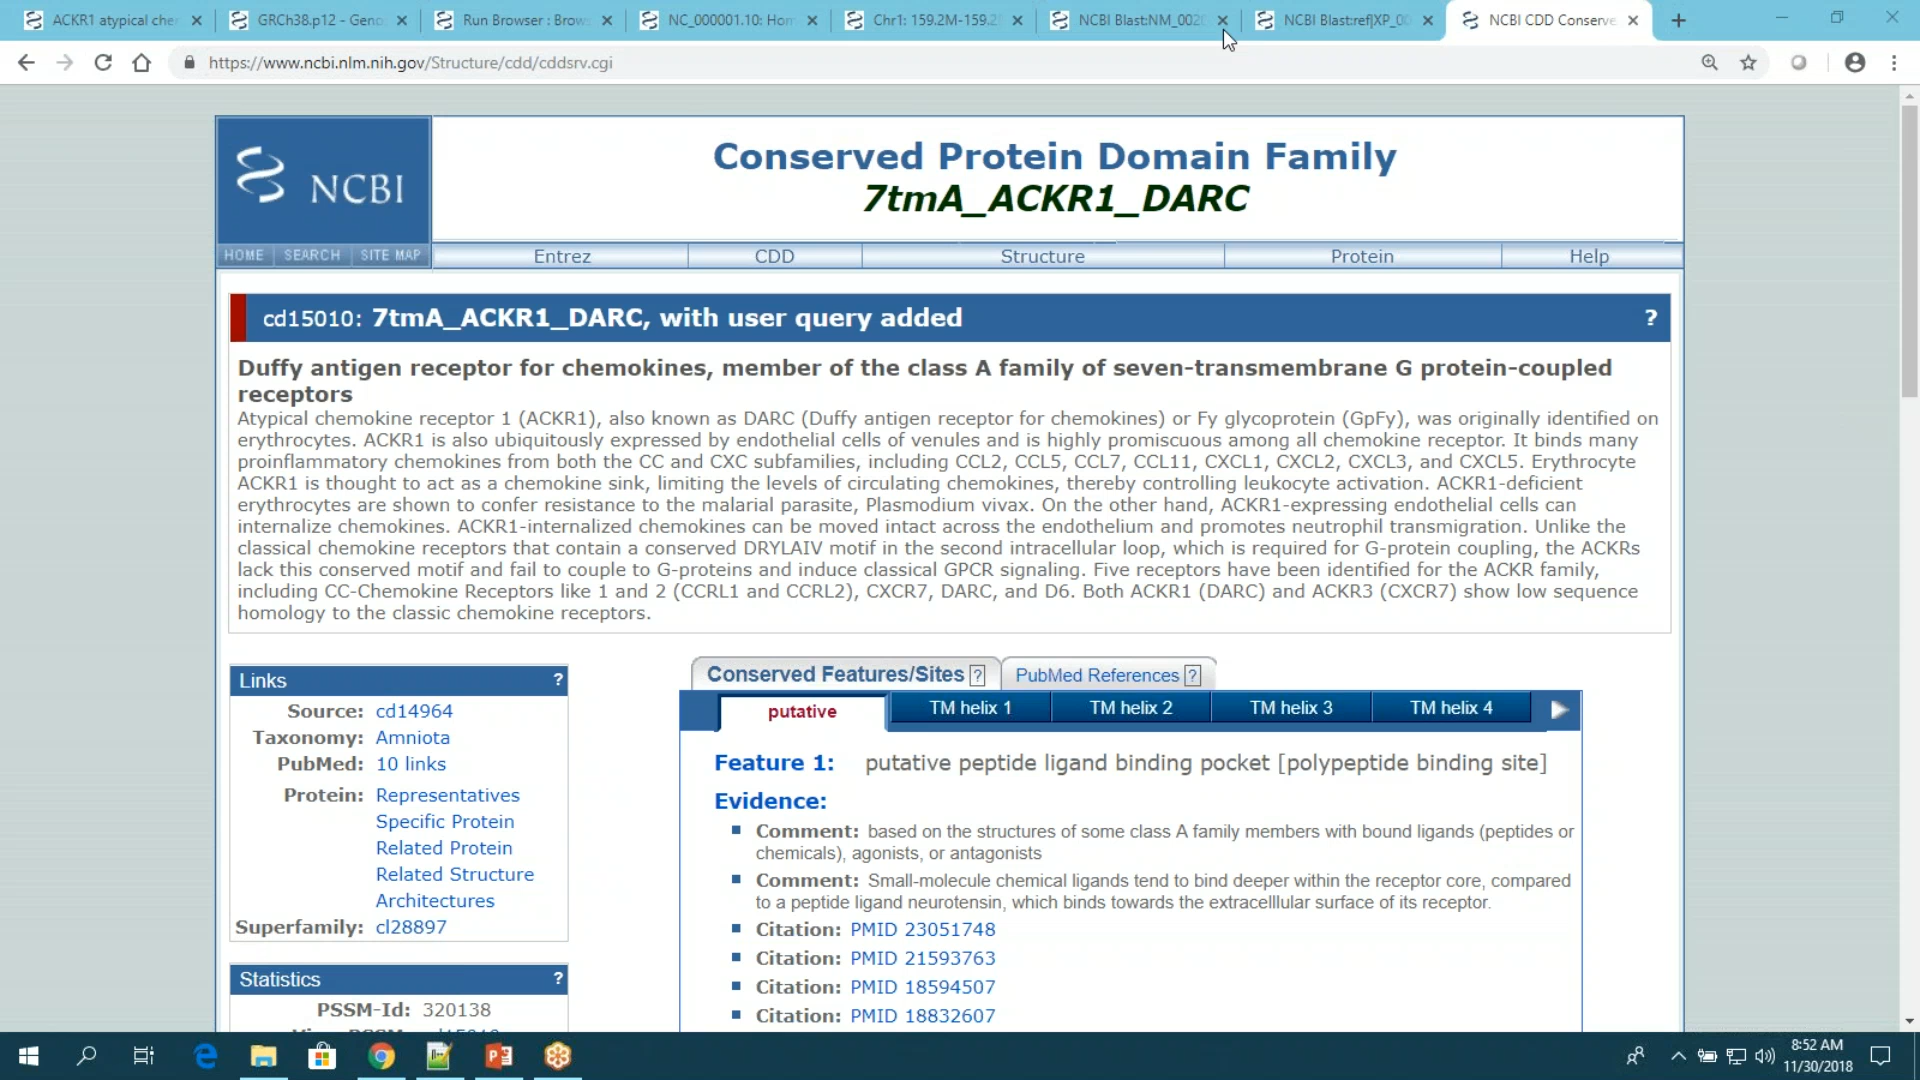 ACKR1 atypical che
GRCh38.p12 - Geno
Run Browser : Brow
NC_000001.10: Hom
Chr1: 159.2M-159.2
NCBI Blast:NM_002
NCBI Blast:ref|XP_00
NCBI CDD Conserve
https://www.ncbi.nlm.nih.gov/Structure/cdd/cddsrv.cgi
NCBI
Conserved Protein Domain Family
7tmA_ACKR1_DARC
HOME SEARCH SITE MAP Entrez CDD Structure Protein Help
cd15010: 7tmA_ACKR1_DARC, with user query added ?
Duffy antigen receptor for chemokines, member of the class A family of seven-transmembrane G protein-coupled
receptors
Atypical chemokine receptor 1 (ACKR1), also known as DARC (Duffy antigen receptor for chemokines) or Fy glycoprotein (GpFy), was originally identified on
erythrocytes. ACKR1 is also ubiquitously expressed by endothelial cells of venules and is highly promiscuous among all chemokine receptor. It binds many
proinflammatory chemokines from both the CC and CXC subfamilies, including CCL2, CCL5, CCL7, CCL11, CXCL1, CXCL2, CXCL3, and CXCL5. Erythrocyte
ACKR1 is thought to act as a chemokine sink, limiting the levels of circulating chemokines, thereby controlling leukocyte activation. ACKR1-deficient
erythrocytes are shown to confer resistance to the malarial parasite, Plasmodium vivax. On the other hand, ACKR1-expressing endothelial cells can
internalize chemokines. ACKR1-internalized chemokines can be moved intact across the endothelium and promotes neutrophil transmigration. Unlike the
classical chemokine receptors that contain a conserved DRYLAIV motif in the second intracellular loop, which is required for G-protein coupling, the ACKRs
lack this conserved motif and fail to couple to G-proteins and induce classical GPCR signaling. Five receptors have been identified for the ACKR family,
including CC-Chemokine Receptors like 1 and 2 (CCRL1 and CCRL2), CXCR7, DARC, and D6. Both ACKR1 (DARC) and ACKR3 (CXCR7) show low sequence
homology to the classic chemokine receptors.
Links ?
Source: cd14964
Taxonomy: Amniota
PubMed: 10 links
Protein: Representatives
Specific Protein
Related Protein
Related Structure
Architectures
Superfamily: cl28897
Statistics ?
PSSM-Id: 320138
Conserved Features/Sites ? PubMed References ?
putative TM helix 1 TM helix 2 TM helix 3 TM helix 4
Feature 1: putative peptide ligand binding pocket [polypeptide binding site]
Evidence:
Comment: based on the structures of some class A family members with bound ligands (peptides or
chemicals), agonists, or antagonists
Comment: Small-molecule chemical ligands tend to bind deeper within the receptor core, compared
to a peptide ligand neurotensin, which binds towards the extracelllular surface of its receptor.
Citation: PMID 23051748
Citation: PMID 21593763
Citation: PMID 18594507
Citation: PMID 18832607
8:52 AM
11/30/2018